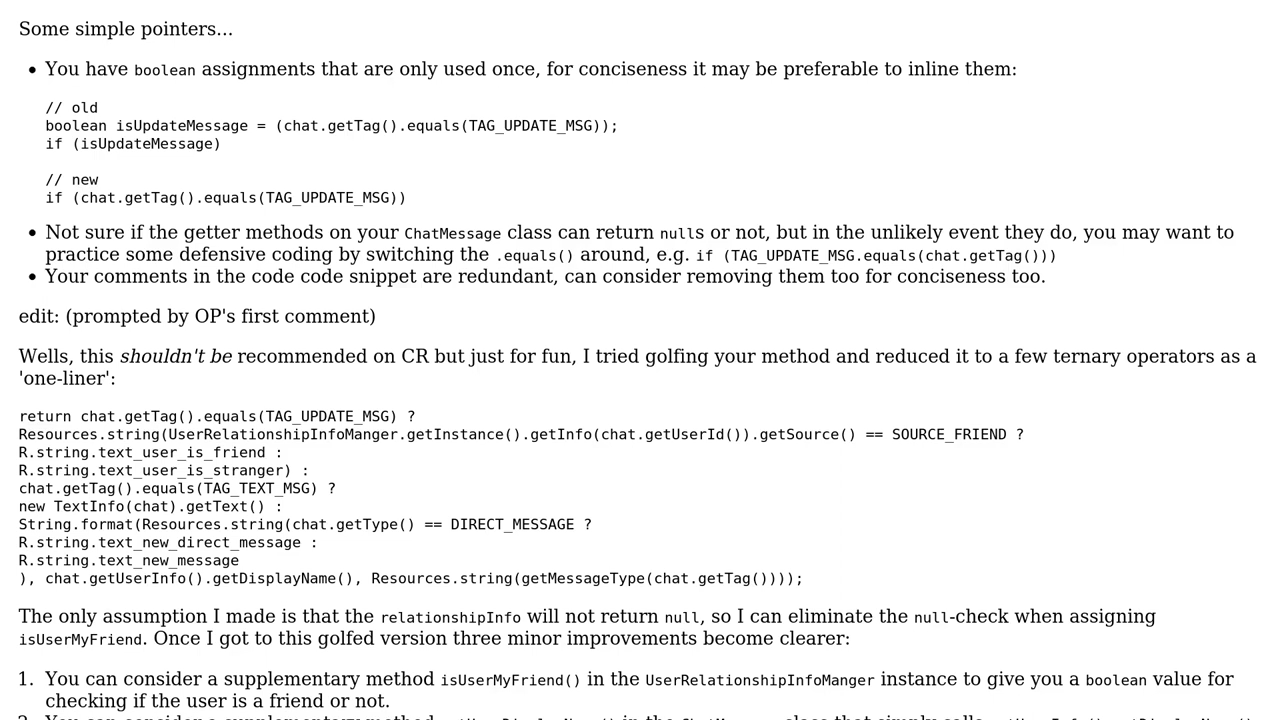 Some simple pointers...
• You have boolean assignments that are only used once, for conciseness it may be preferable to inline them:
// old
boolean isUpdateMessage = (chat.getTag().equals(TAG_UPDATE_MSG));
if (isUpdateMessage)
// new
if (chat.getTag().equals(TAG_UPDATE_MSG))
• Not sure if the getter methods on your ChatMessage class can return nulls or not, but in the unlikely event they do, you may want to
practice some defensive coding by switching the .equals() around, e.g. if (TAG_UPDATE_MSG.equals(chat.getTag()))
• Your comments in the code code snippet are redundant, can consider removing them too for conciseness too.
edit: (prompted by OP's first comment)
Wells, this shouldn't be recommended on CR but just for fun, I tried golfing your method and reduced it to a few ternary operators as a
'one-liner':
return chat.getTag().equals(TAG_UPDATE_MSG) ?
Resources.string(UserRelationshipInfoManger.getInstance().getInfo(chat.getUserId()).getSource() == SOURCE_FRIEND ?
R.string.text_user_is_friend :
R.string.text_user_is_stranger) :
chat.getTag().equals(TAG_TEXT_MSG) ?
new TextInfo(chat).getText() :
String.format(Resources.string(chat.getType() == DIRECT_MESSAGE ?
R.string.text_new_direct_message :
R.string.text_new_message
), chat.getUserInfo().getDisplayName(), Resources.string(getMessageType(chat.getTag())));
The only assumption I made is that the relationshipInfo will not return null, so I can eliminate the null-check when assigning
isUserMyFriend. Once I got to this golfed version three minor improvements become clearer:
1. You can consider a supplementary method isUserMyFriend() in the UserRelationshipInfoManger instance to give you a boolean value for
checking if the user is a friend or not.